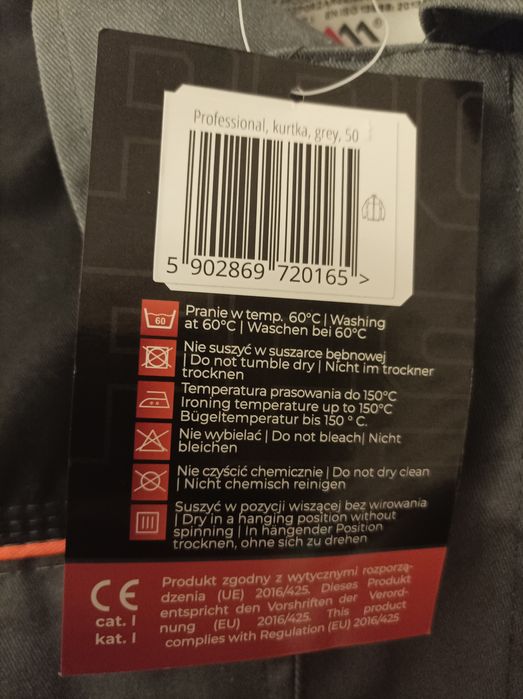 Professional, kurtka, grey, 50
5 902869 720165 >
60
Pranie w temp. 60°C | Washing
at 60°C | Waschen bei 60°C
Nie suszyć w suszarce bębnowej
| Do not tumble dry | Nicht im trockner
trocknen
Temperatura prasowania do 150°C
Ironing temperature up to 150°C
Bügeltemperatur bis 150 ° C.
Nie wybielać | Do not bleach| Nicht
bleichen
Nie czyścić chemicznie | Do not dry clean
| Nicht chemisch reinigen
Suszyć w pozycji wiszącej bez wirowania
| Dry in a hanging position without
spinning | In hängender Position
trocknen, ohne sich zu drehen
CE
cat. I
kat. I
Produkt zgodny z wytycznymi rozporzą-
dzenia (UE) 2016/425. Dieses Produkt
entspricht den Vorshriften der Verord-
nung (EU) 2016/425. This product
complies with Regulation (EU) 2016/425